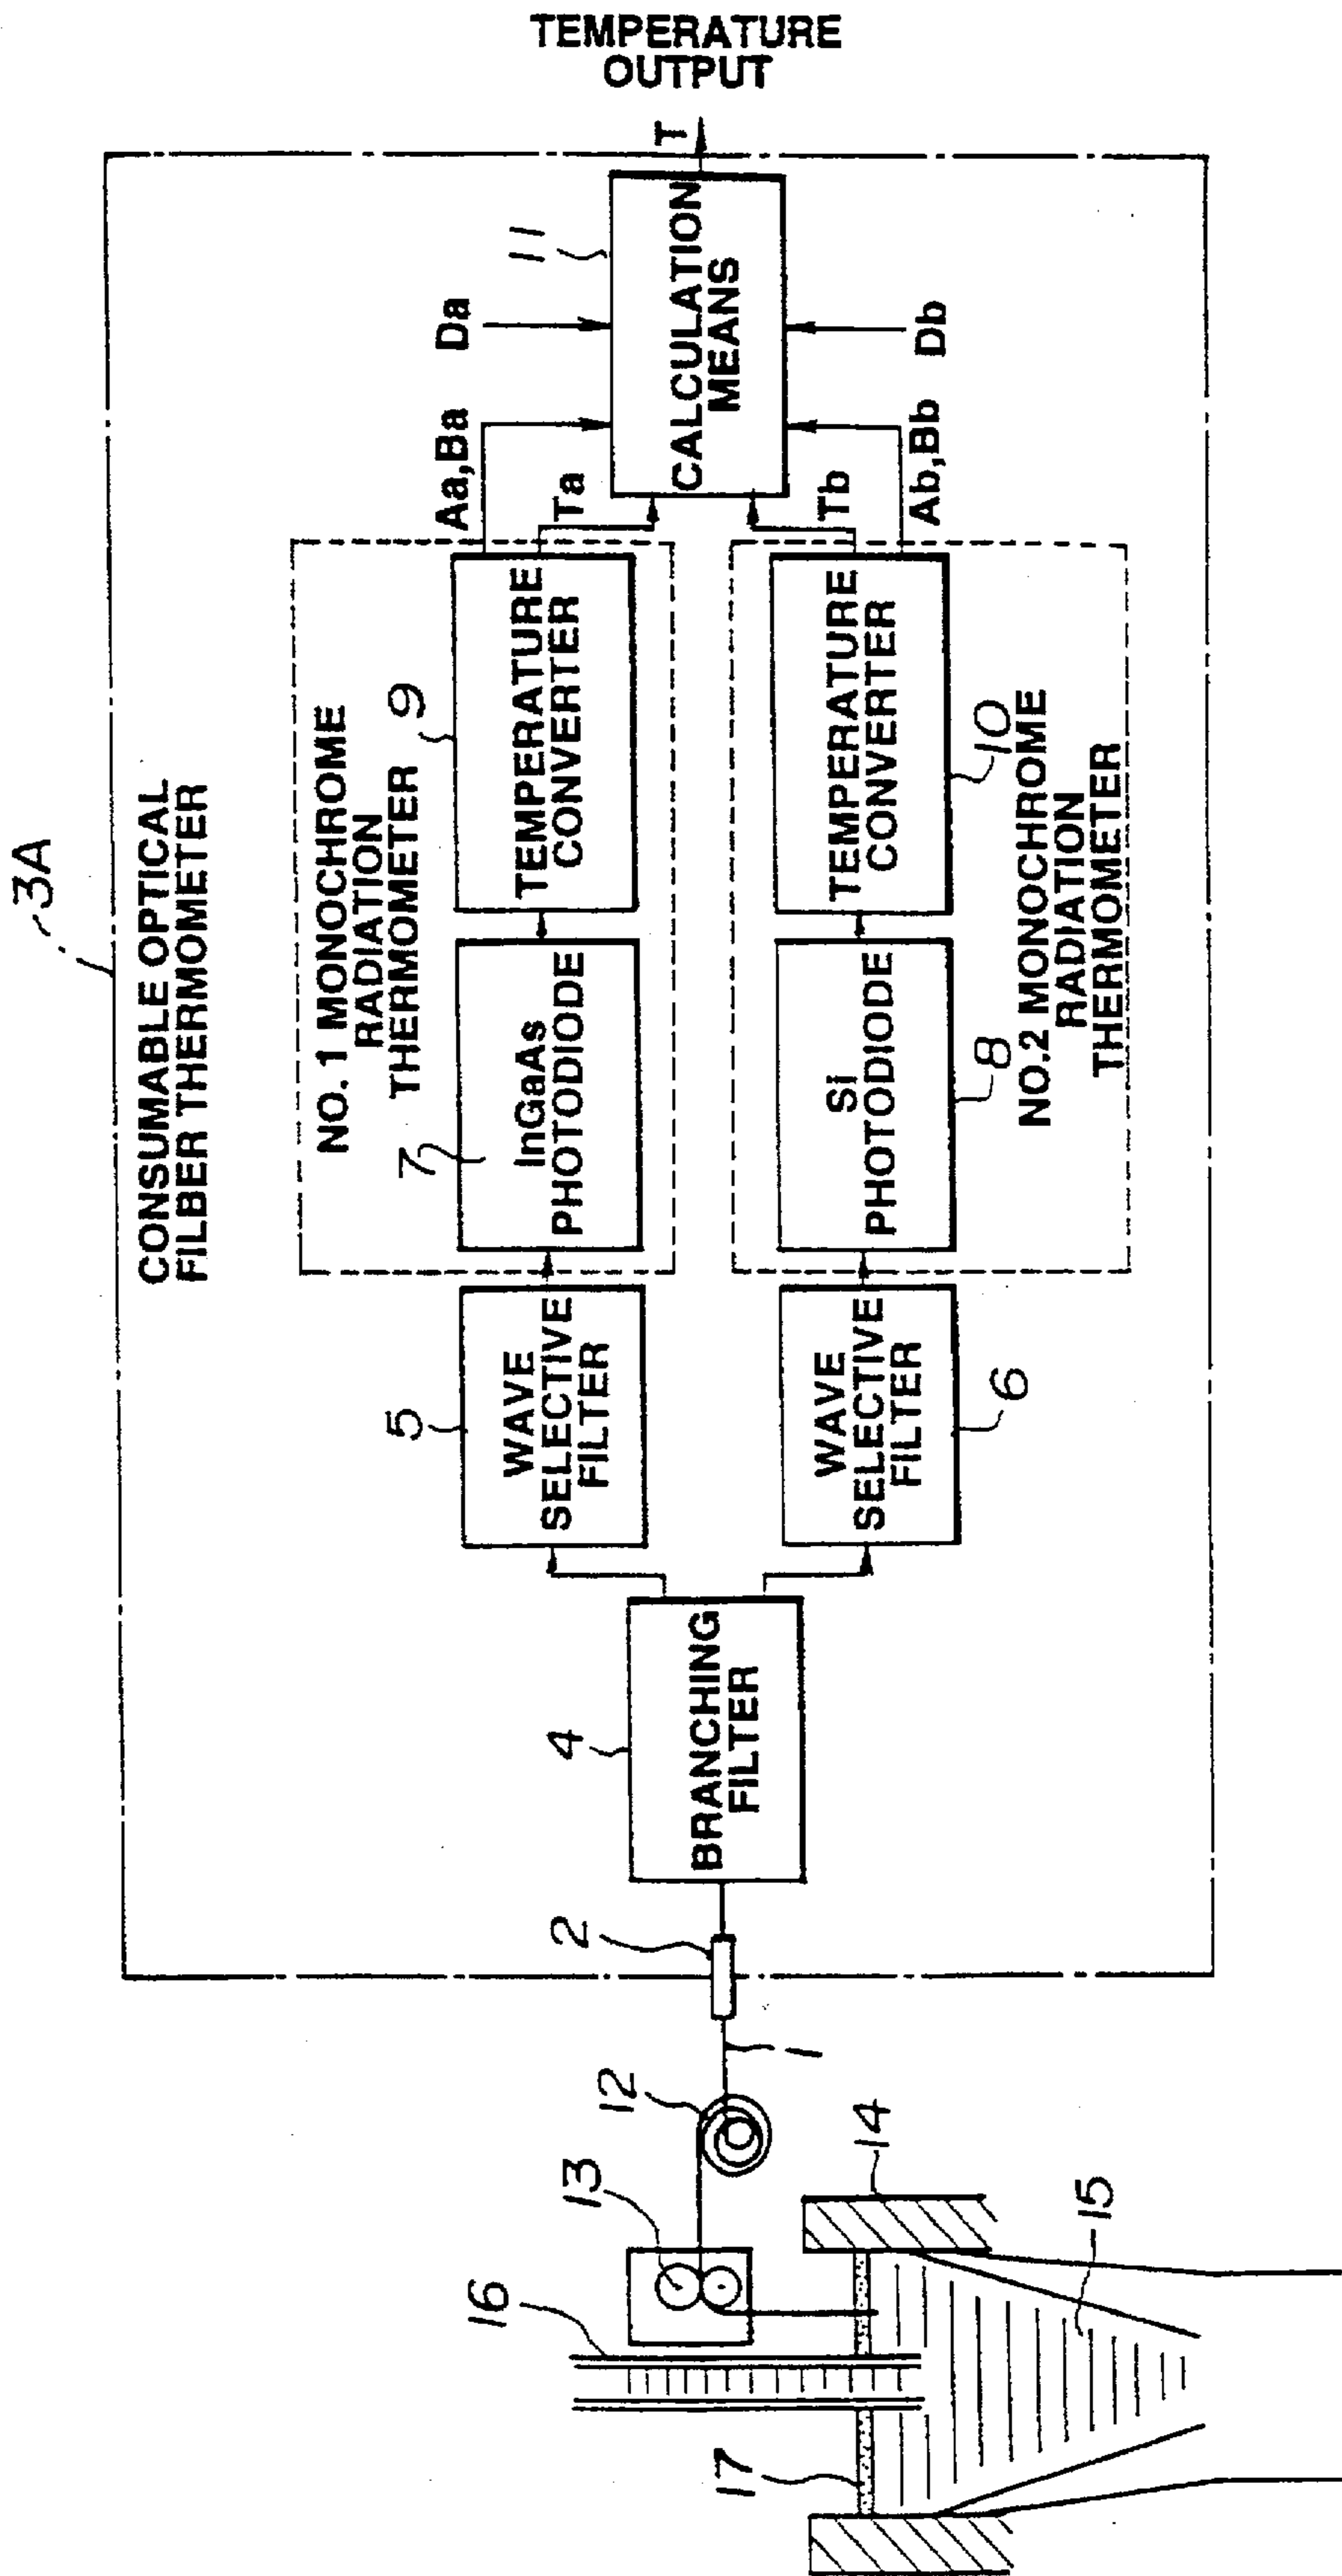 3A
CONSUMABLE OPTICAL
FILBER THERMOMETER
NO. 1 MONOCHROME
RADIATION
THERMOMETER
16
13
12
2
4
BRANCHING
FILTER
5
WAVE
SELECTIVE
FILTER
7
InGaAs
PHOTODIODE
9
TEMPERATURE
CONVERTER
Aa,Ba
Ta
Da
11
CALCULATION
MEANS
T
TEMPERATURE
OUTPUT
17
14
15
1
WAVE
SELECTIVE
FILTER
6
Si
PHOTODIODE
8
TEMPERATURE
CONVERTER
10
Tb
Ab,Bb
Db
NO.2 MONOCHROME
RADIATION
THERMOMETER